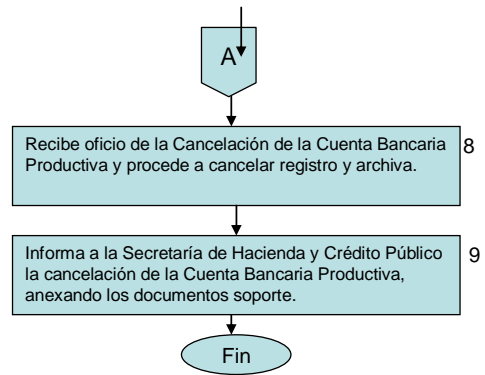 A
Recibe oficio de la Cancelación de la Cuenta Bancaria
Productiva y procede a cancelar registro y archiva.
8
Informa a la Secretaría de Hacienda y Crédito Público
la cancelación de la Cuenta Bancaria Productiva,
anexando los documentos soporte.
9
Fin